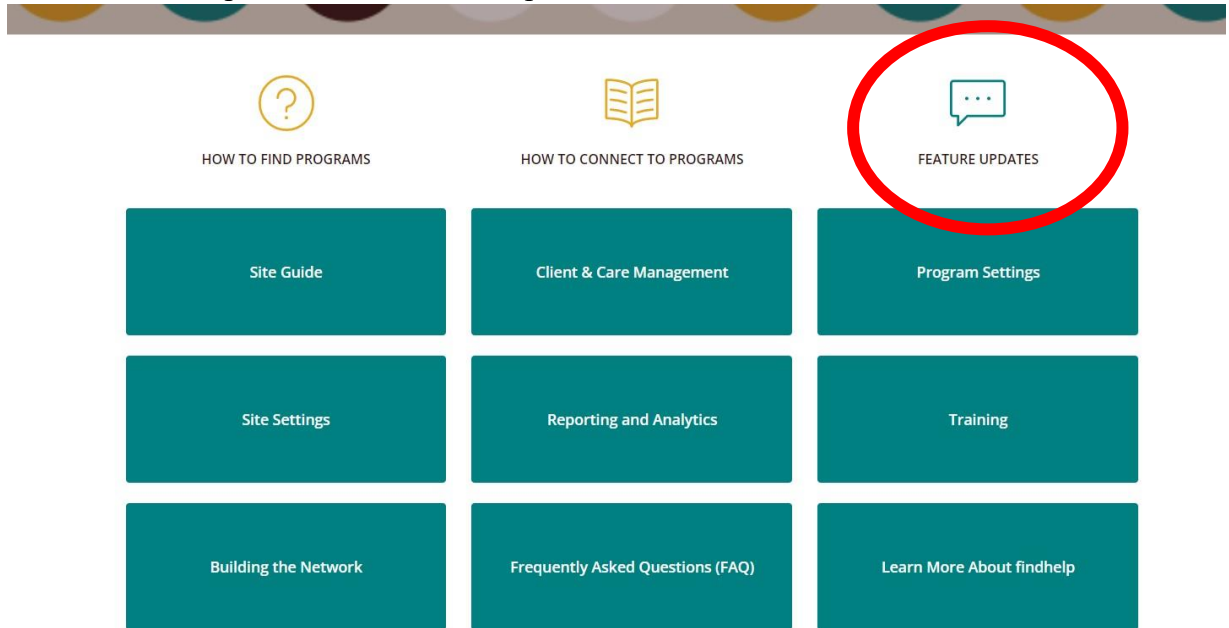 HOW TO FIND PROGRAMS
HOW TO CONNECT TO PROGRAMS
FEATURE UPDATES
Site Guide
Client & Care Management
Program Settings
Site Settings
Reporting and Analytics
Training
Building the Network
Frequently Asked Questions (FAQ)
Learn More About findhelp